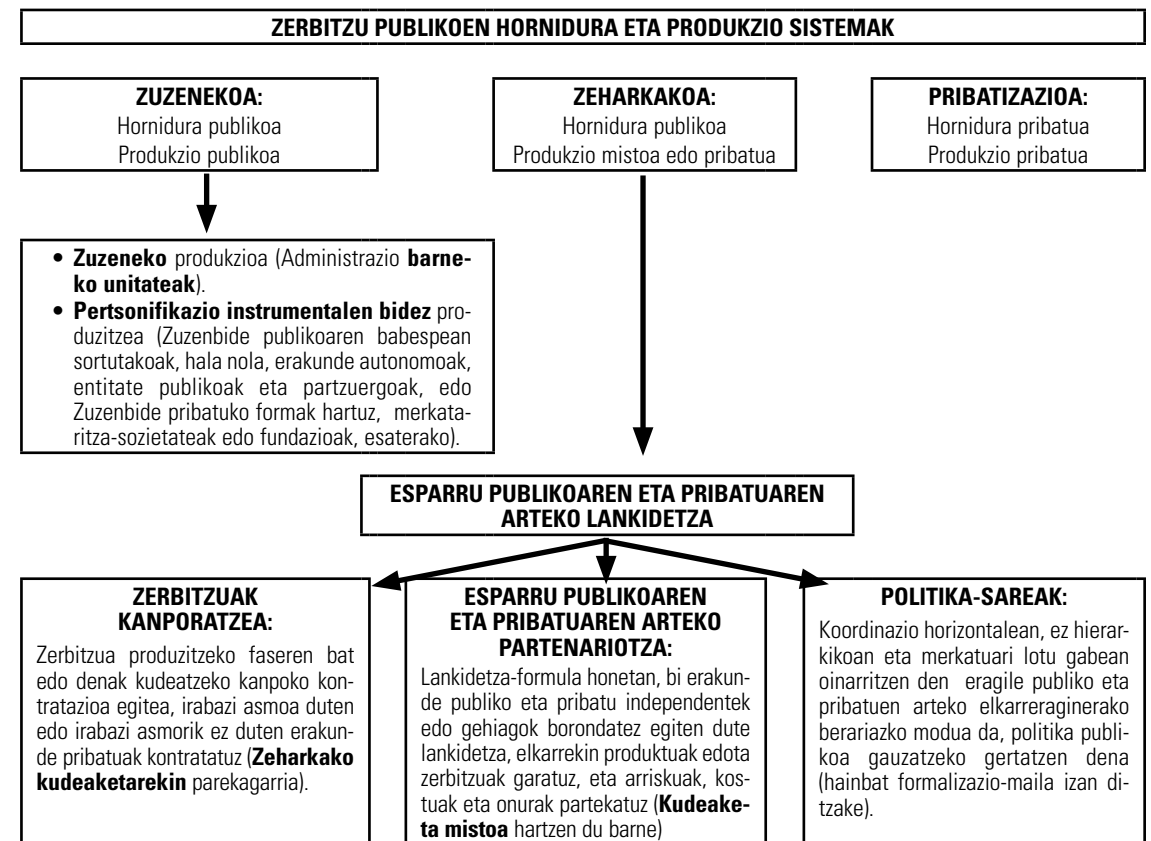 ZERBITZU PUBLIKOEN HORNIDURA ETA PRODUKZIO SISTEMAK
ZUZENEKOA:
Hornidura publikoa
Produkzio publikoa
ZEHARKAKOA:
Hornidura publikoa
Produkzio mistoa edo pribatua
PRIBATIZAZIOA:
Hornidura pribatua
Produkzio pribatua
• Zuzeneko produkzioa (Administrazio barne-
ko unitateak).
• Pertsonifikazio instrumentalen bidez pro-
duzitzea (Zuzenbide publikoaren babespean
sortutakoak, hala nola, erakunde autonomoak,
entitate publikoak eta partzuergoak, edo
Zuzenbide pribatuko formak hartuz, merkata-
ritza-sozietateak edo fundazioak, esaterako).
ESPARRU PUBLIKOAREN ETA PRIBATUAREN
ARTEKO LANKIDETZA
ZERBITZUAK
KANPORATZEA:
Zerbitzua produzitzeko faseren bat
edo denak kudeatzeko kanpoko kon-
tratazioa egitea, irabazi asmoa duten
edo irabazi asmorik ez duten erakun-
de pribatuak kontratatuz (Zeharkako
kudeaketarekin parekagarria).
ESPARRU PUBLIKOAREN
ETA PRIBATUAREN ARTEKO
PARTENARIOTZA:
Lankidetza-formula honetan, bi erakun-
de publiko eta pribatu independentek
edo gehiagok borondatez egiten dute
lankidetza, elkarrekin produktuak edota
zerbitzuak garatuz, eta arriskuak, kos-
tuak eta onurak partekatuz (Kudeake-
ta mistoa hartzen du barne)
POLITIKA-SAREAK:
Koordinazio horizontalean, ez hierar-
kikoan eta merkatuari lotu gabean
oinarritzen den eragile publiko eta
pribatuen arteko elkarreraginerako
berariazko modua da, politika publi-
koa gauzatzeko gertatzen dena
(hainbat formalizazio-maila izan di-
tzake).